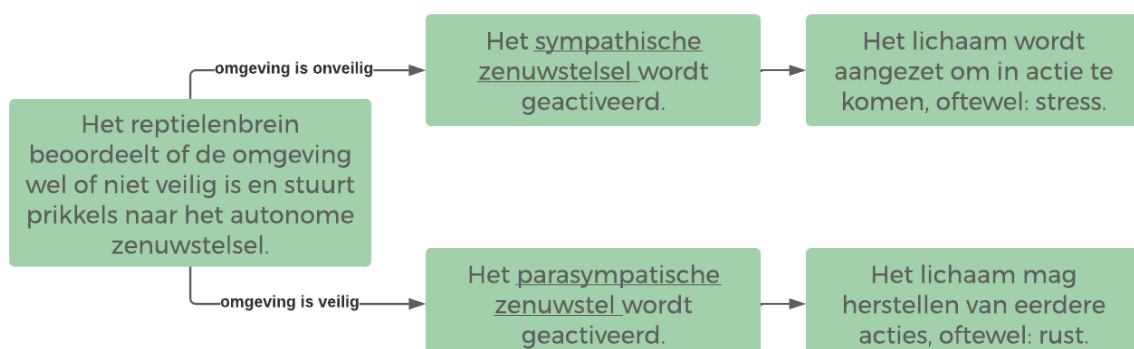 Het reptielenbrein
beoordeelt of de omgeving
wel of niet veilig is en stuurt
prikkels naar het autonome
zenuwstelsel.
omgeving is onveilig
Het sympathische
zenuwstelsel wordt
geactiveerd.
Het lichaam wordt
aangezet om in actie te
komen, oftewel: stress.
omgeving is veilig
Het parasympatische
zenuwstel wordt
geactiveerd.
Het lichaam mag
herstellen van eerdere
acties, oftewel: rust.